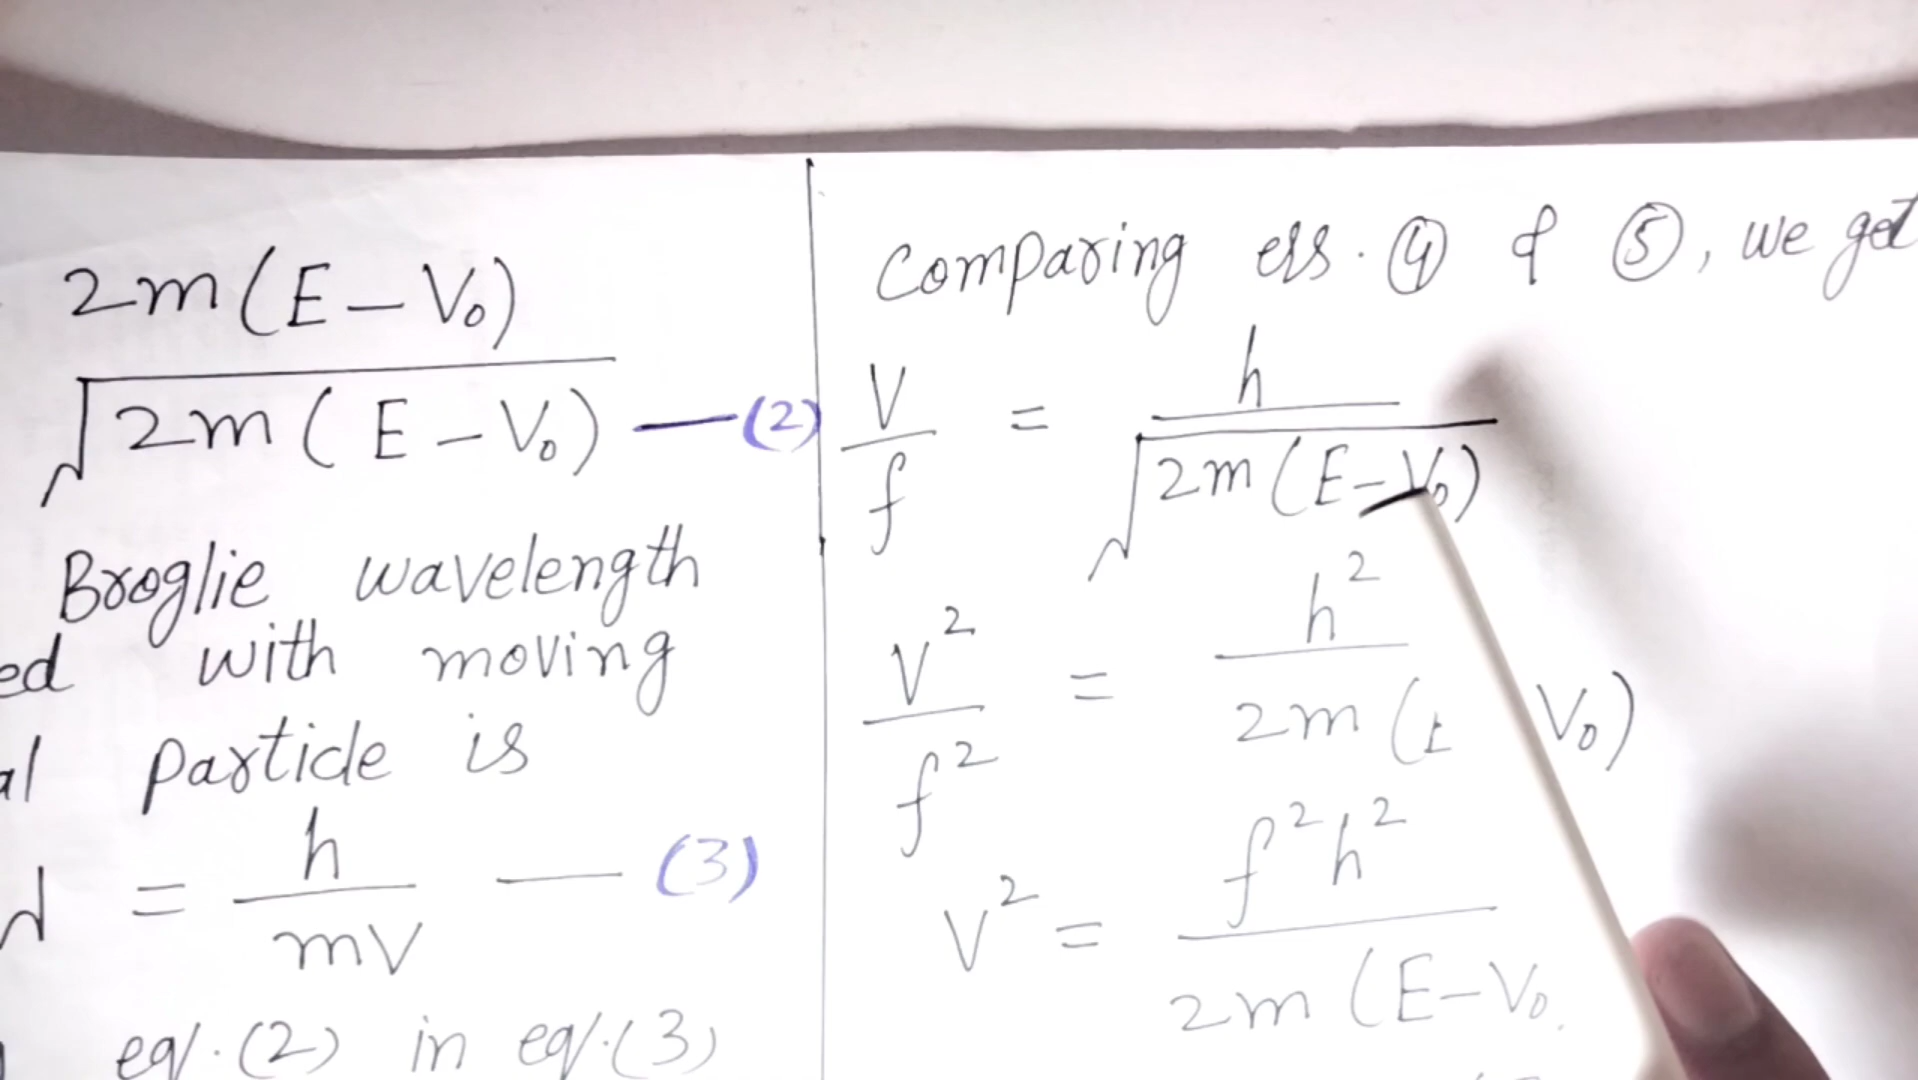 2m(E-V₀)
√2m(E-V₀) —(2)
Broglie wavelength
ed with moving
al particle is
= h/mV — (3)
eq.(2) in eq.(3)
Comparing eqs. ④ & ⑤, we get
V/f = h/√2m(E-V₀)
V²/f² = h²/2m(E V₀)
V² = f²h²/2m(E-V₀